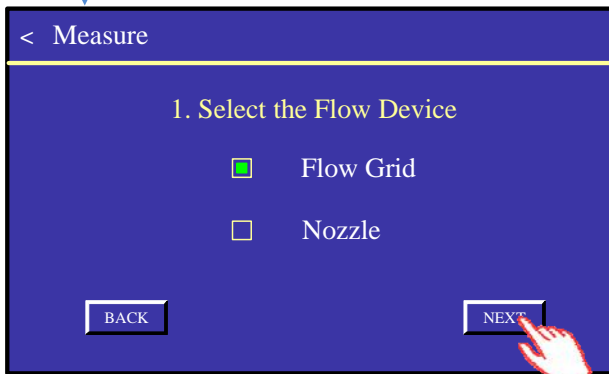 < Measure
1. Select the Flow Device
Flow Grid
Nozzle
BACK
NEXT